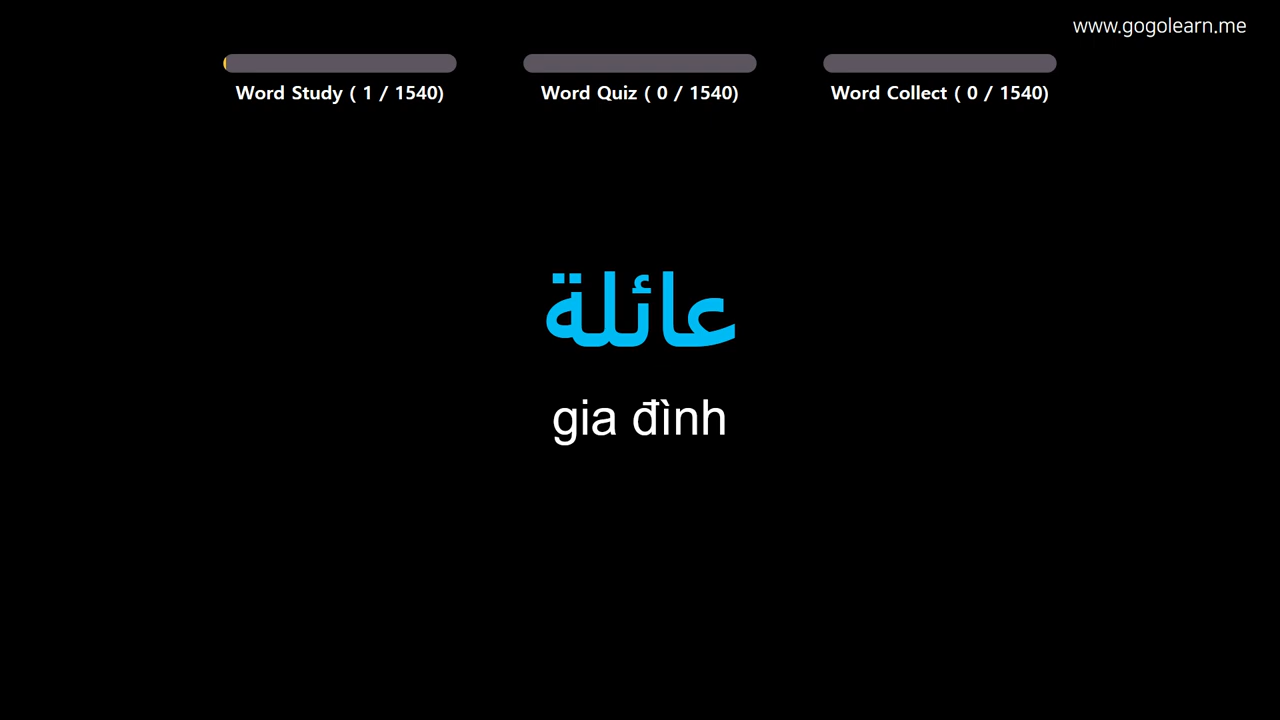 www.gogolearn.me
Word Study ( 1 / 1540)
Word Quiz ( 0 / 1540)
Word Collect ( 0 / 1540)
عائلة
gia đình